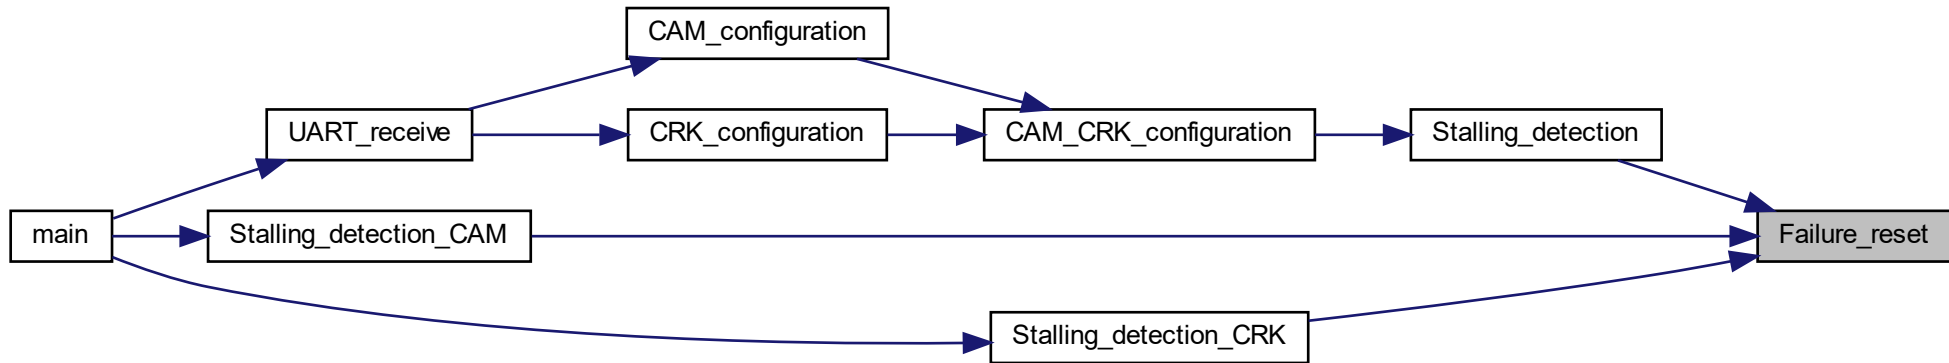 CAM_configuration
UART_receive
CRK_configuration
CAM_CRK_configuration
Stalling_detection
main
Stalling_detection_CAM
Failure_reset
Stalling_detection_CRK